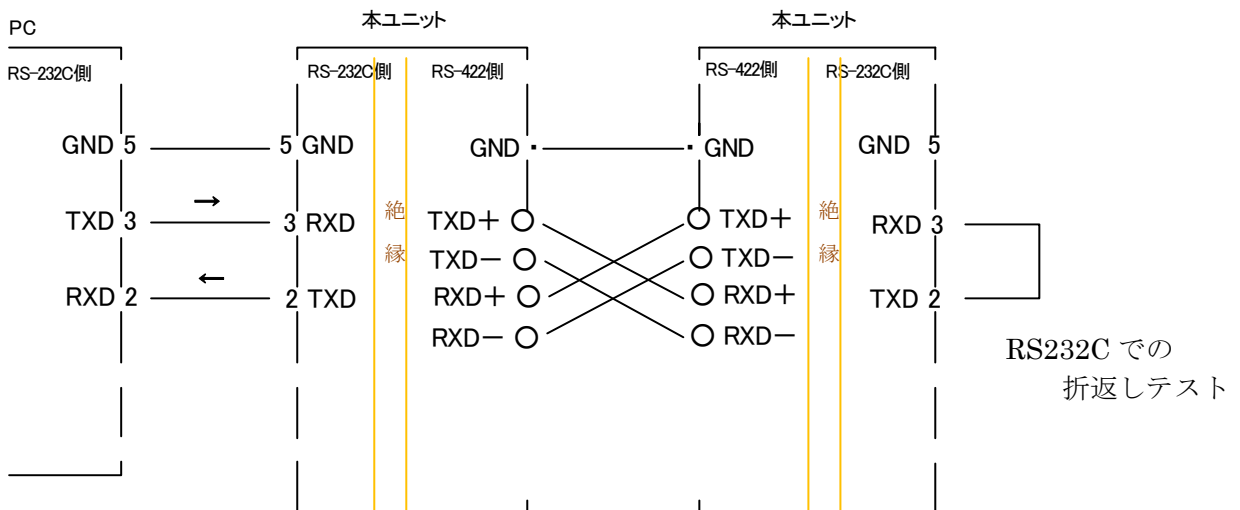 PC
本ユニット
本ユニット
RS-232C側
RS-232C側
RS-422側
RS-422側
RS-232C側
GND 5
5 GND
GND
GND
GND 5
TXD 3
→
3 RXD
絶縁
TXD+
TXD+
絶縁
RXD 3
TXD-
TXD-
RXD 2
←
2 TXD
RXD+
RXD+
TXD 2
RXD-
RXD-
RS232C での
折返しテスト